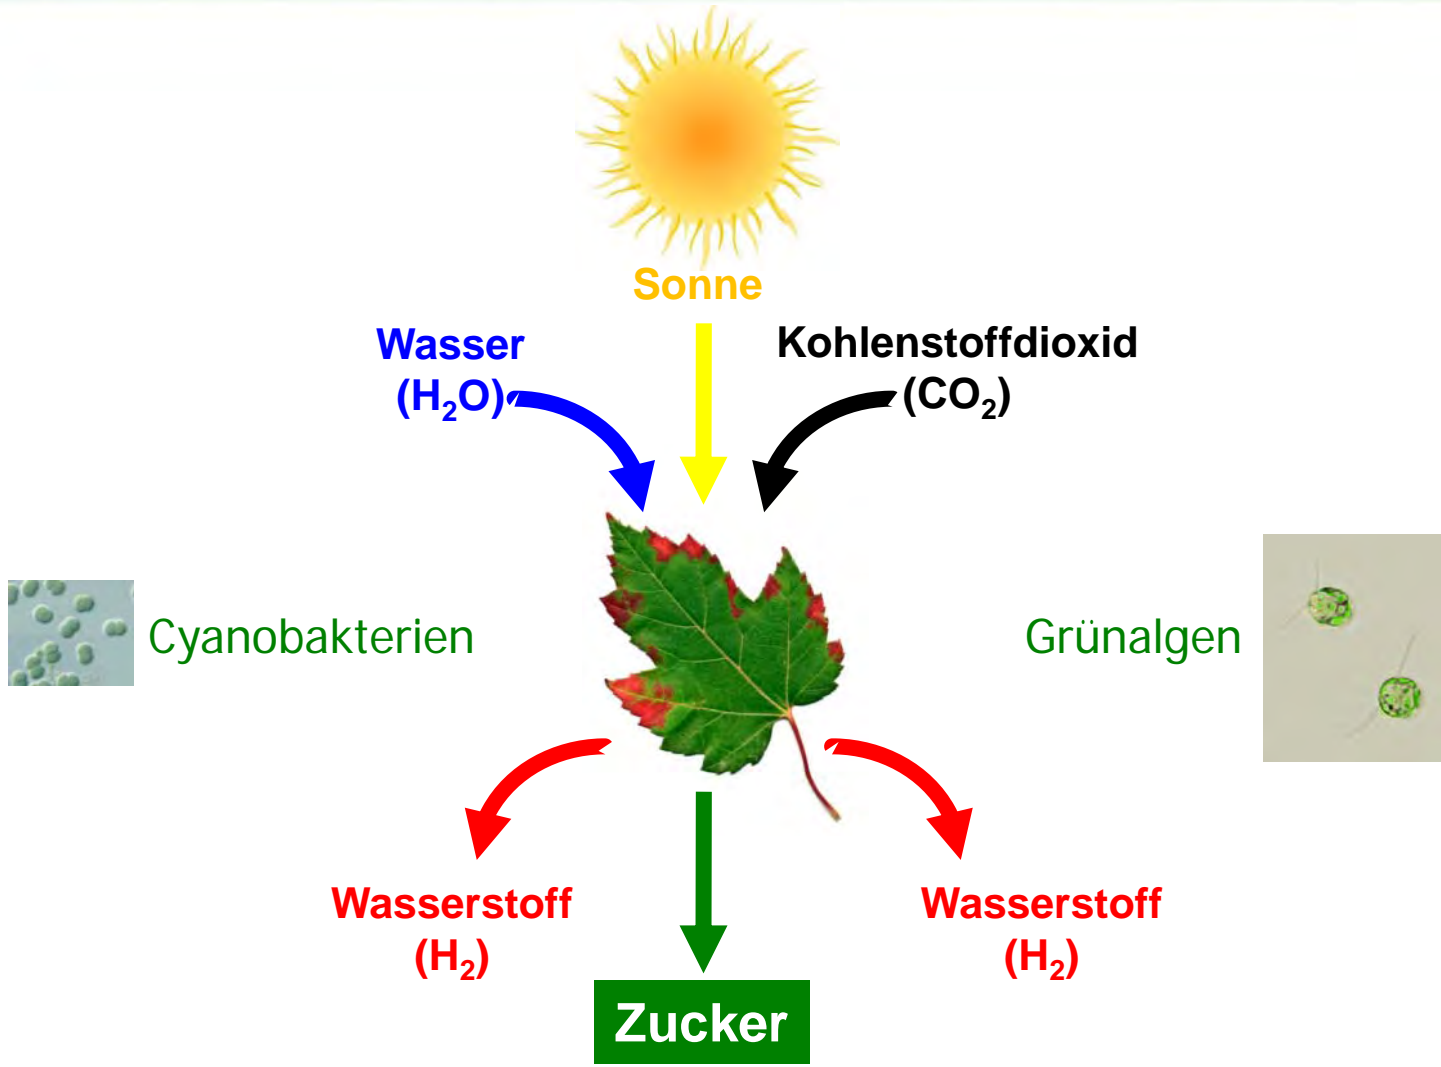 Sonne
Wasser
(H₂O)
Kohlenstoffdioxid
(CO₂)
Cyanobakterien
Grünalgen
Wasserstoff
(H₂)
Wasserstoff
(H₂)
Zucker